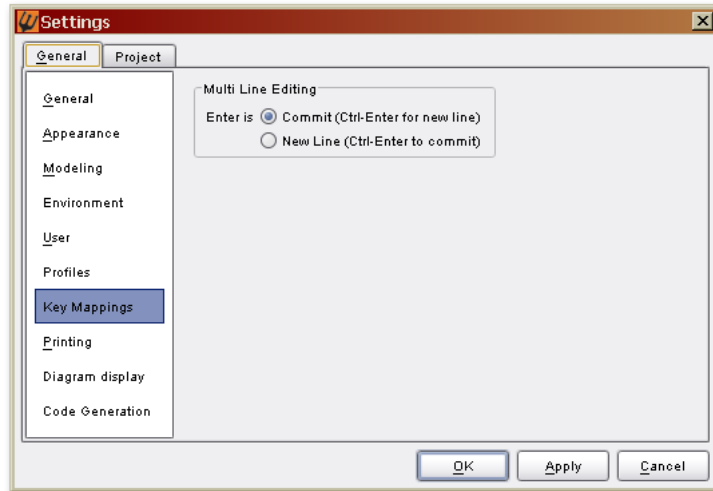 Settings
General Project
General
Appearance
Modeling
Environment
User
Profiles
Key Mappings
Printing
Diagram display
Code Generation
Multi Line Editing
Enter is Commit (Ctrl-Enter for new line)
New Line (Ctrl-Enter to commit)
OK Apply Cancel